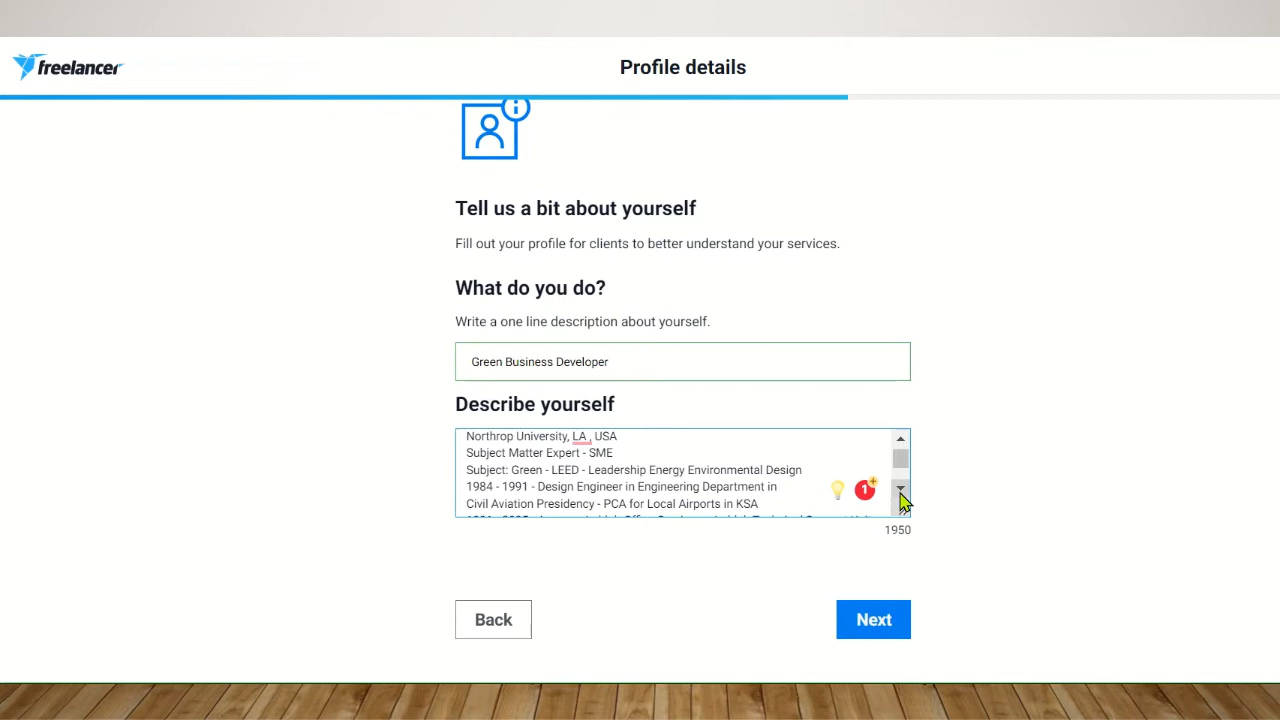 freelancer
Profile details
Tell us a bit about yourself
Fill out your profile for clients to better understand your services.
What do you do?
Write a one line description about yourself.
Green Business Developer
Describe yourself
Northrop University, LA , USA
Subject Matter Expert - SME
Subject: Green - LEED - Leadership Energy Environmental Design
1984 - 1991 - Design Engineer in Engineering Department in
Civil Aviation Presidency - PCA for Local Airports in KSA
1
1950
Back
Next